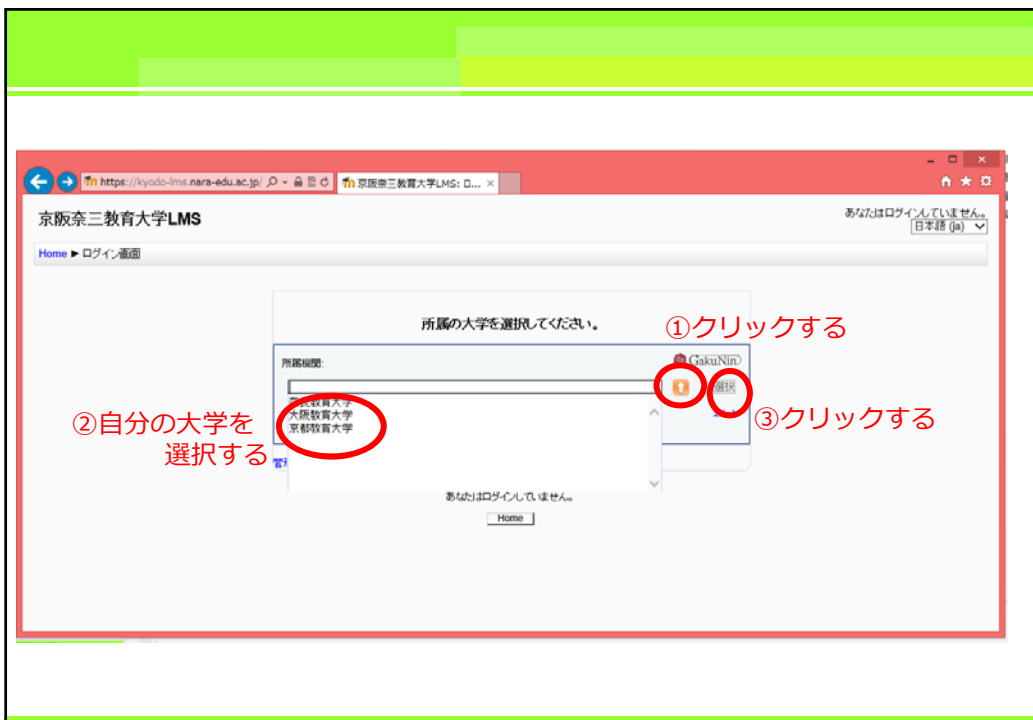 https://kyodo-lms.nara-edu.ac.jp/
京阪奈三教育大学LMS: ロ... ×
京阪奈三教育大学LMS
あなたはログインしていません。
日本語 (ja)
Home ► ログイン画面
所属の大学を選択してください。
①クリックする
所属機関:
GakuNin
選択
奈良教育大学
大阪教育大学
京都教育大学
②自分の大学を
選択する
③クリックする
あなたはログインしていません。
Home